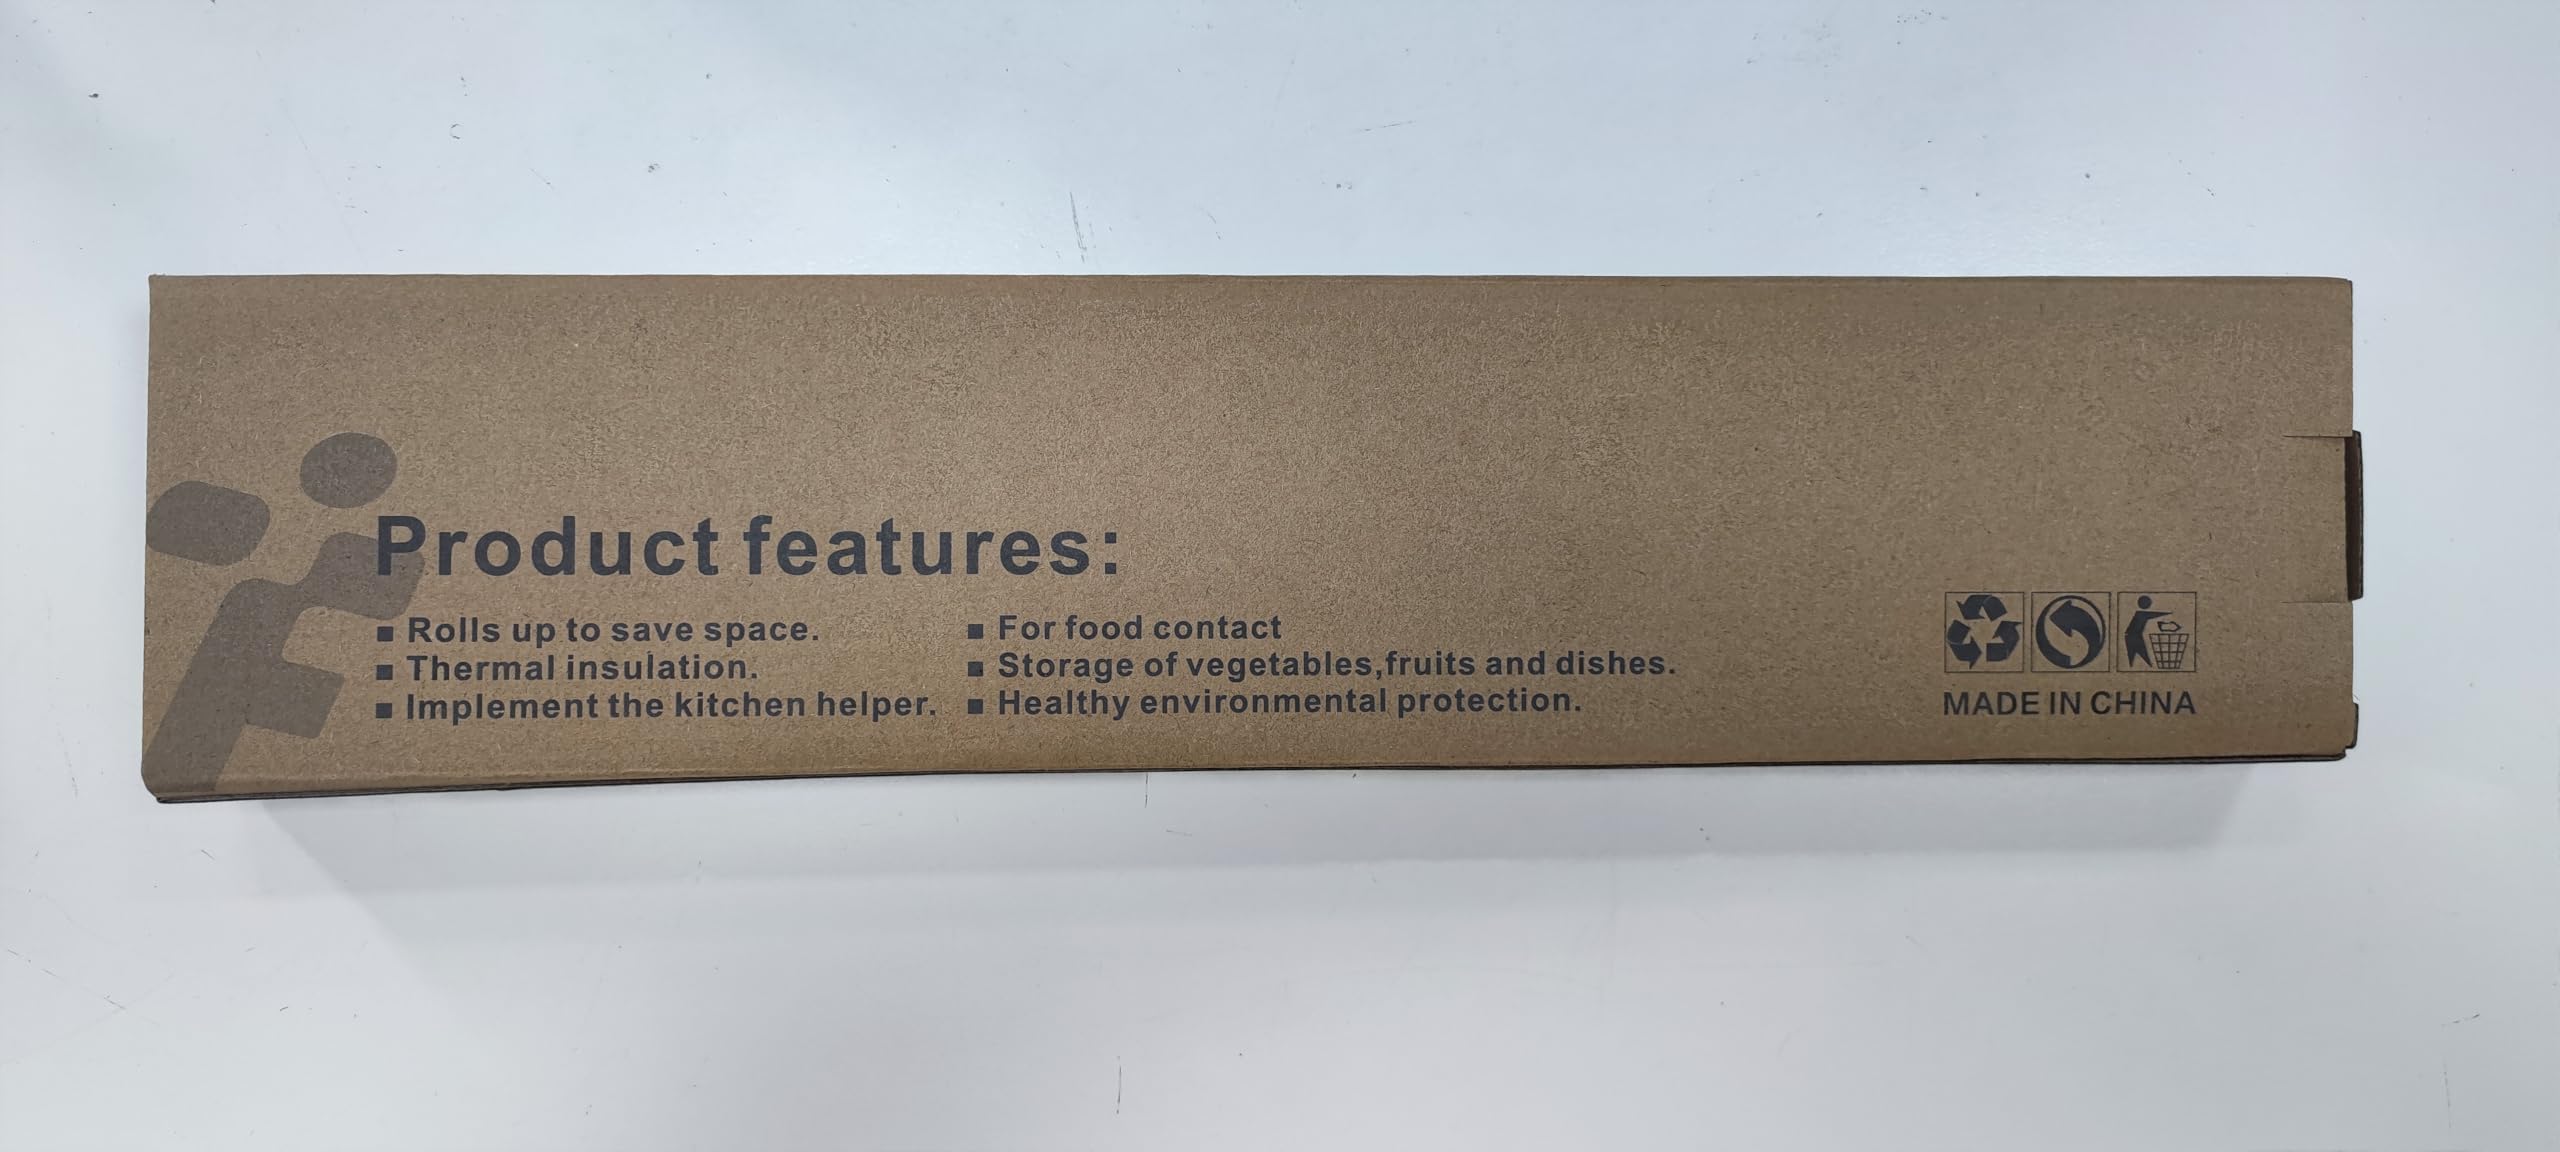 Product features:
▪ Rolls up to save space.
▪ Thermal insulation.
▪ Implement the kitchen helper.
▪ For food contact
▪ Storage of vegetables,fruits and dishes.
▪ Healthy environmental protection.
MADE IN CHINA